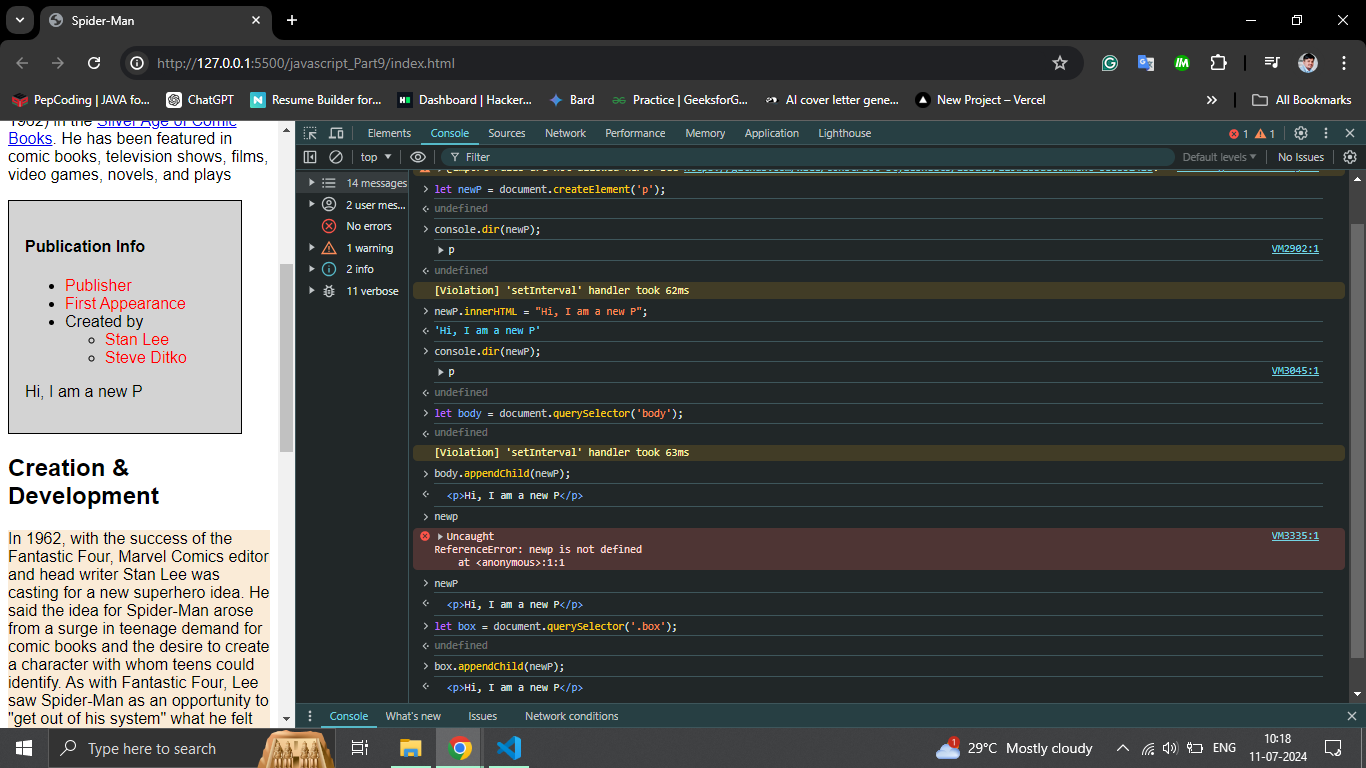 Spider-Man
http://127.0.0.1:5500/javascript_Part9/index.html
PepCoding | JAVA fo...
ChatGPT
Resume Builder for...
Dashboard | Hacker...
Bard
Practice | GeeksforG...
AI cover letter gene...
New Project – Vercel
All Bookmarks
1962) in the Silver Age of Comic
Books. He has been featured in
comic books, television shows, films,
video games, novels, and plays
Publication Info
Publisher
First Appearance
Created by
Stan Lee
Steve Ditko
Hi, I am a new P
Creation &
Development
In 1962, with the success of the
Fantastic Four, Marvel Comics editor
and head writer Stan Lee was
casting for a new superhero idea. He
said the idea for Spider-Man arose
from a surge in teenage demand for
comic books and the desire to create
a character with whom teens could
identify. As with Fantastic Four, Lee
saw Spider-Man as an opportunity to
"get out of his system" what he felt
Elements Console Sources Network Performance Memory Application Lighthouse 1 1
top Filter Default levels No Issues
14 messages
2 user mes...
No errors
1 warning
2 info
11 verbose
let newP = document.createElement('p');
undefined
console.dir(newP);
p VM2902:1
undefined
[Violation] 'setInterval' handler took 62ms
newP.innerHTML = "Hi, I am a new P";
'Hi, I am a new P'
console.dir(newP);
p VM3045:1
undefined
let body = document.querySelector('body');
undefined
[Violation] 'setInterval' handler took 63ms
body.appendChild(newP);
<p>Hi, I am a new P</p>
newp
Uncaught VM3335:1
ReferenceError: newp is not defined
at <anonymous>:1:1
newP
<p>Hi, I am a new P</p>
let box = document.querySelector('.box');
undefined
box.appendChild(newP);
<p>Hi, I am a new P</p>
Console What's new Issues Network conditions
Type here to search
1
29°C Mostly cloudy
ENG
10:18
11-07-2024